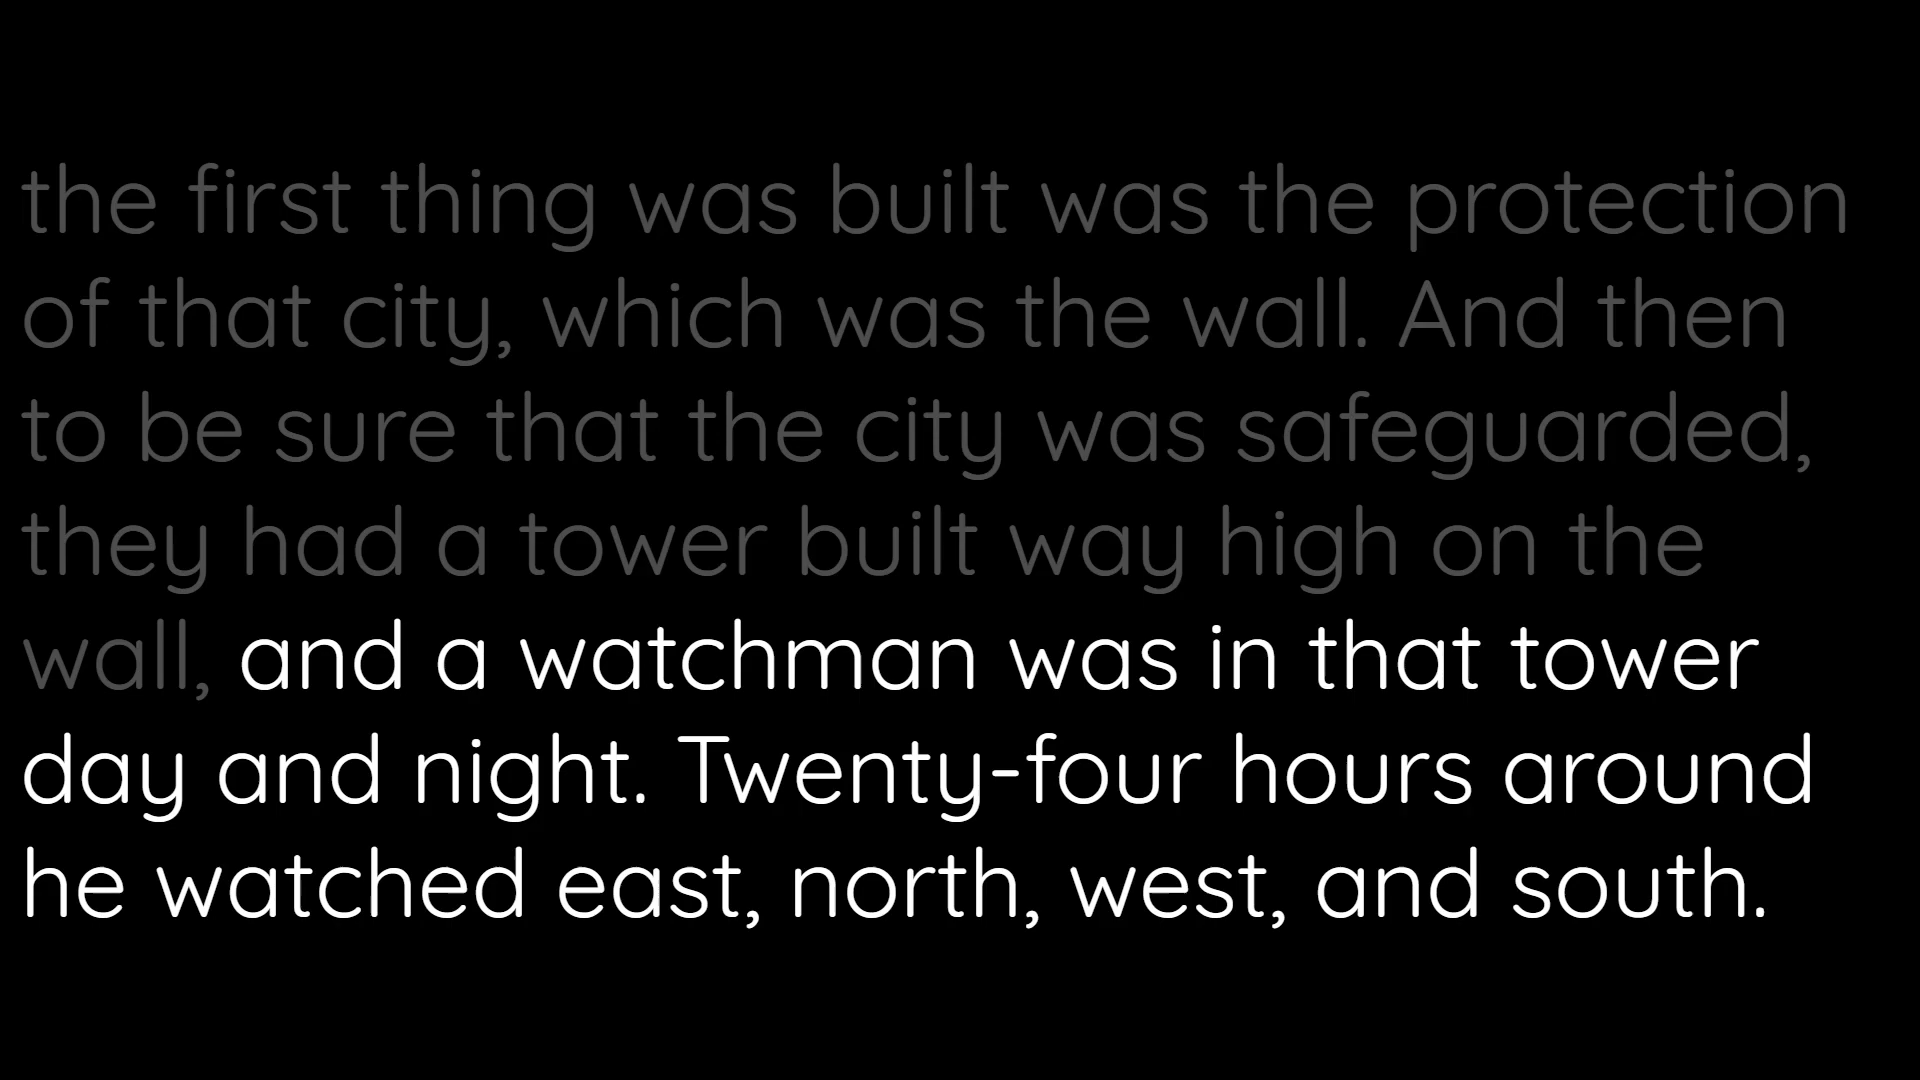 the first thing was built was the protection
of that city, which was the wall. And then
to be sure that the city was safeguarded,
they had a tower built way high on the
wall, and a watchman was in that tower
day and night. Twenty-four hours around
he watched east, north, west, and south.